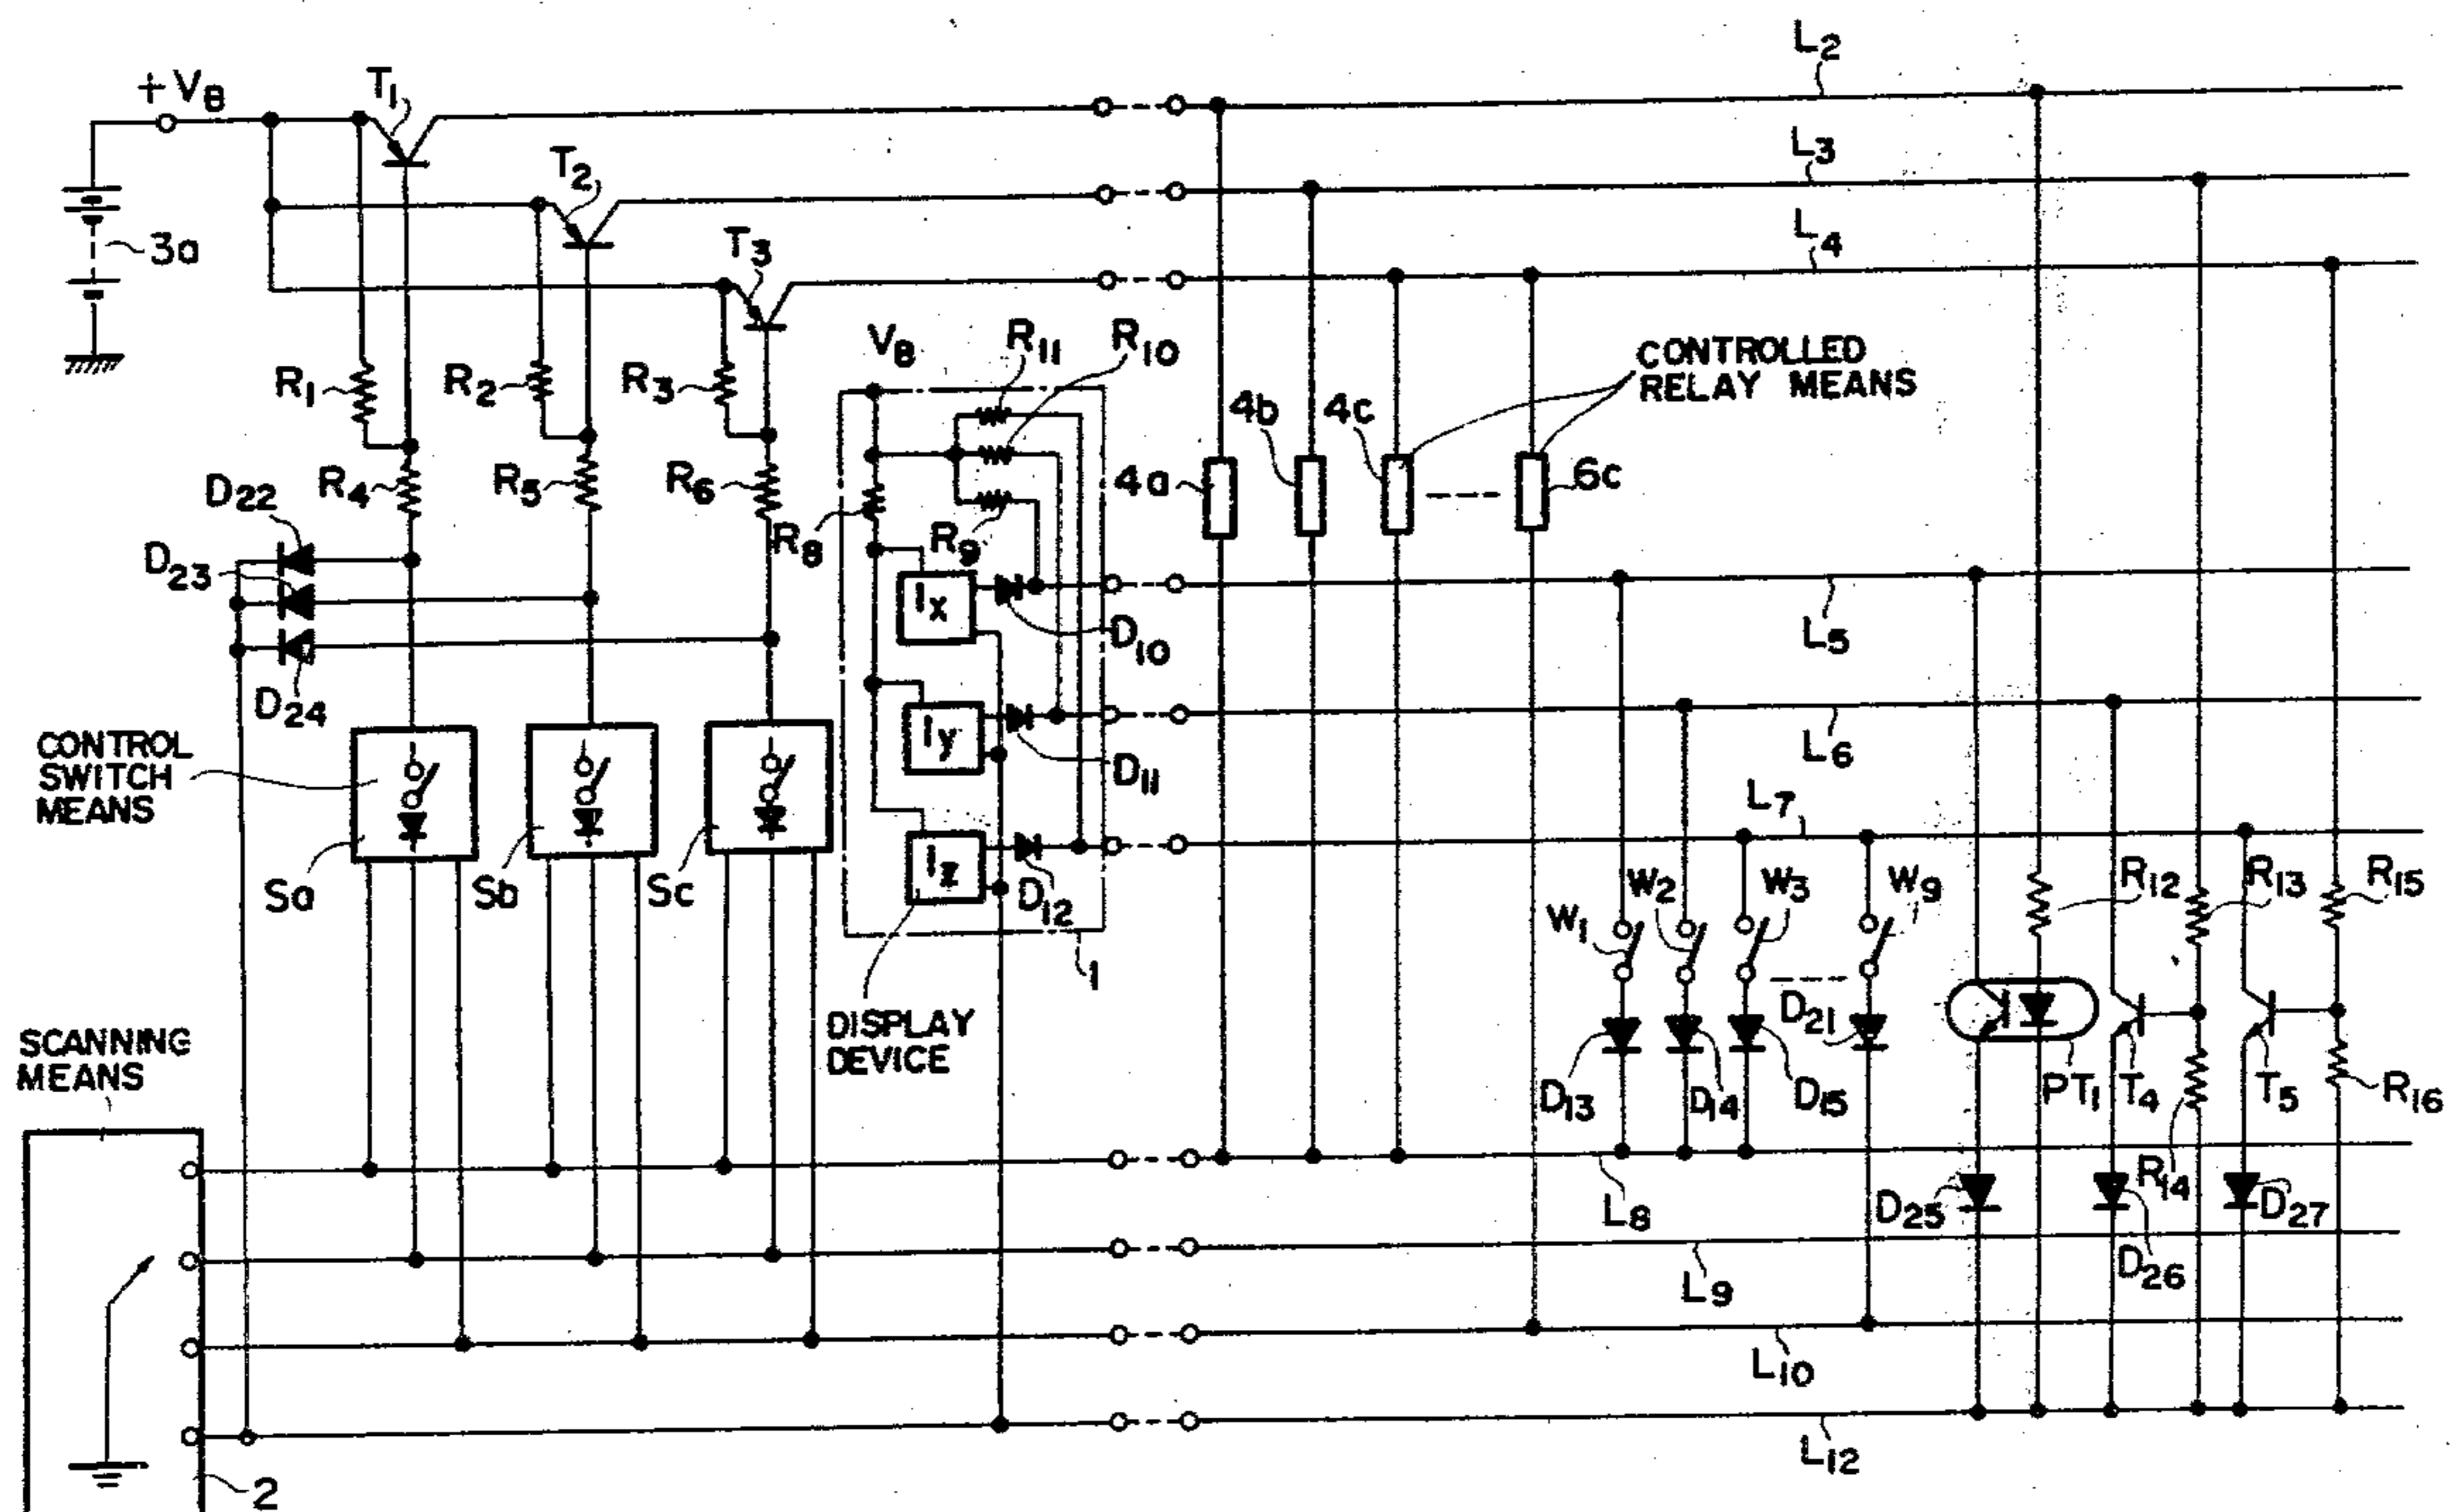 +VB
T1
T2
T3
L2
L3
L4
3a
R1
R2
R3
VB
R11
R10
CONTROLLED
RELAY MEANS
4b
4c
4a
6c
D22
R4
R5
R6
R8
R9
D23
Ix
D10
L5
D24
CONTROL
SWITCH
MEANS
Iy
D11
L6
L7
Iz
D12
Sa
Sb
Sc
W1
W2
W3
W9
R12
R13
R15
1
DISPLAY
DEVICE
D21
SCANNING
MEANS
D13
D14
D15
PT1
T4
T5
R16
R14
D25
D26
D27
L8
L9
L10
L12
2